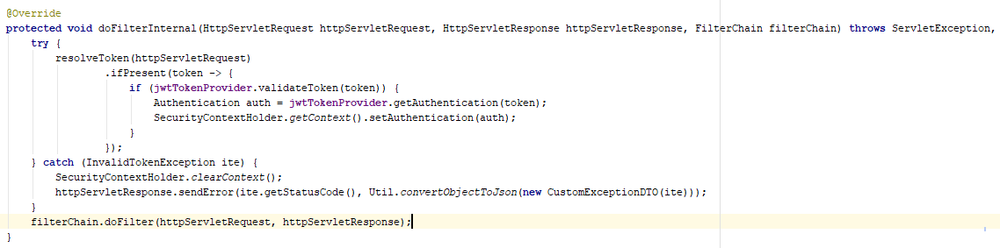 @Override
protected void doFilterInternal(HttpServletRequest httpServletRequest, HttpServletResponse httpServletResponse, FilterChain filterChain) throws ServletException,
try {
resolveToken(httpServletRequest)
.ifPresent(token -> {
if (jwtTokenProvider.validateToken(token)) {
Authentication auth = jwtTokenProvider.getAuthentication(token);
SecurityContextHolder.getContext().setAuthentication(auth);
}
});
} catch (InvalidTokenException ite) {
SecurityContextHolder.clearContext();
httpServletResponse.sendError(ite.getStatusCode(), Util.convertObjectToJson(new CustomExceptionDTO(ite)));
}
filterChain.doFilter(httpServletRequest, httpServletResponse);
}